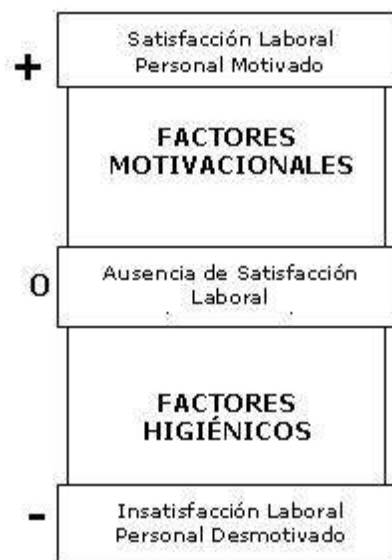 Satisfacción Laboral
+
Personal Motivado
FACTORES
MOTIVACIONALES
0
Ausencia de Satisfacción
Laboral
FACTORES
HIGIÉNICOS
-
Insatisfacción Laboral
Personal Desmotivado